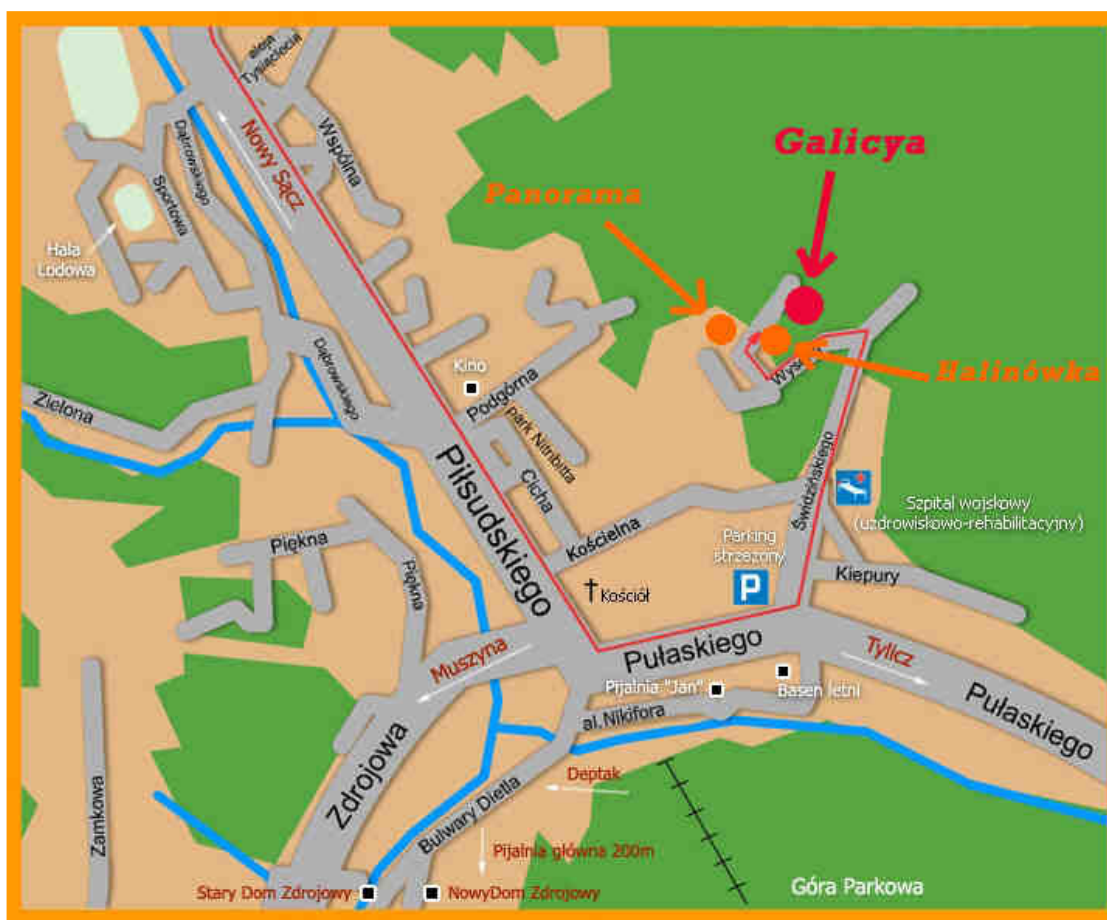 aleja
Tysiąclecia
Nowy Sącz
Wspólna
Dąbrowskiego
Sportowa
Hala
Lodowa
Galicya
Panorama
Halinówka
Dąbrowskiego
Kino
Podgórna
park Nitribitta
Cicha
Zielona
Piłsudskiego
Świdzińskiego
Szpital wojskowy
(uzdrowiskowo-rehabilitacyjny)
Kościelna
Parking
strzeżony
P
Kiepury
Piękna
Piękna
Kościół
Muszyna
Pułaskiego
Tylicz
Pułaskiego
Pijalnia "Jan"
Basen letni
al. Nikifora
Zdrojowa
Deptak
Bulwary Dietla
Zamkowa
Pijalnia główna 200m
Stary Dom Zdrojowy
NowyDom Zdrojowy
Góra Parkowa